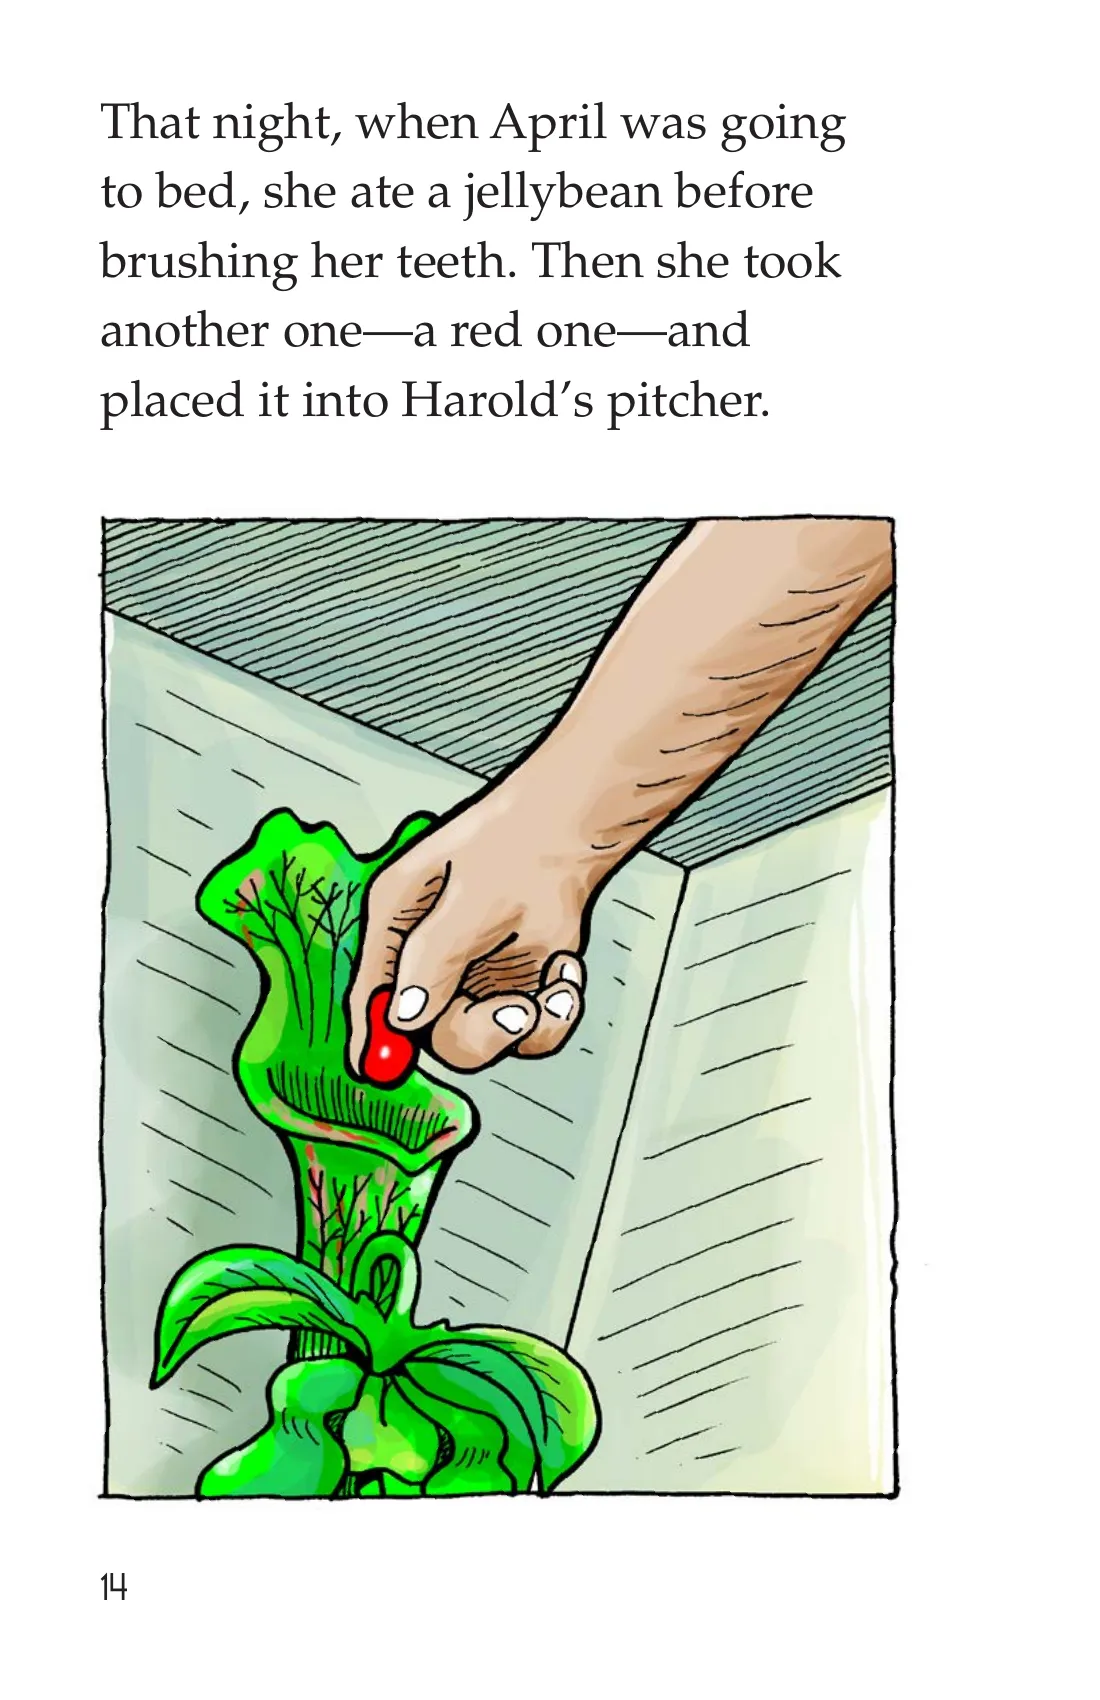 That night, when April was going
to bed, she ate a jellybean before
brushing her teeth. Then she took
another one—a red one—and
placed it into Harold’s pitcher.
14